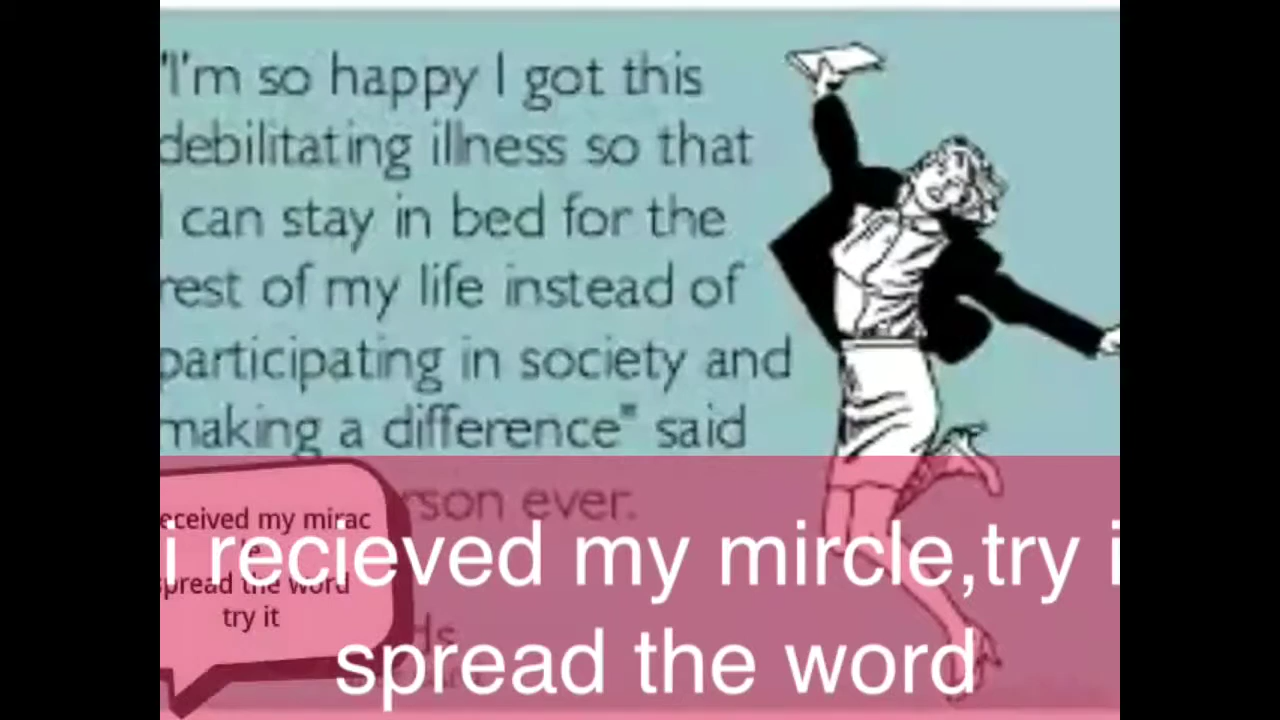 "I'm so happy I got this
debilitating illness so that
I can stay in bed for the
rest of my life instead of
participating in society and
making a difference" said
rson ever.
eceived my mirac
le
spread the word
try it
i recieved my mircle,try i
spread the word
ds